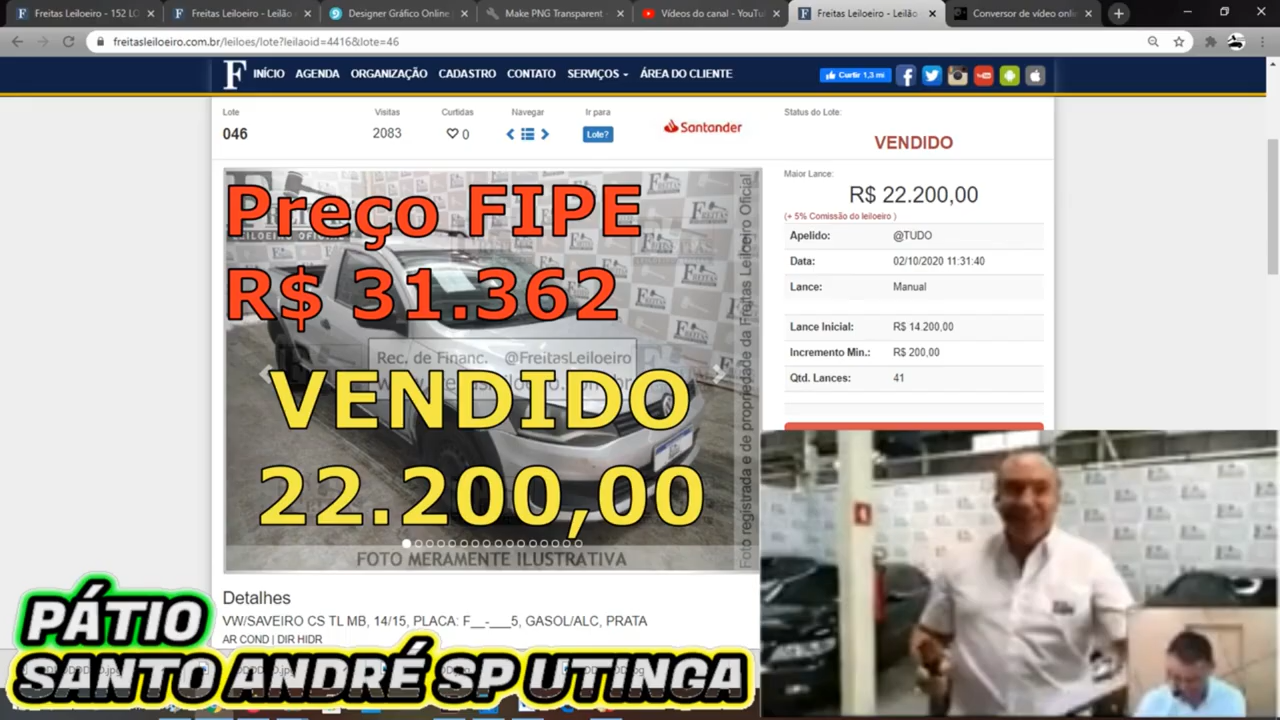 Freitas Leiloeiro - 152 LO
Freitas Leiloeiro - Leilão
Designer Gráfico Online
Make PNG Transparent
Vídeos do canal - YouTu
Freitas Leiloeiro - Leilão
Conversor de vídeo onli
freitasleiloeiro.com.br/leiloes/lote?leilaoid=4416&lote=46
F
INÍCIO
AGENDA
ORGANIZAÇÃO
CADASTRO
CONTATO
SERVIÇOS
ÁREA DO CLIENTE
Curtir 1,3 mi
Lote
046
Visitas
2083
Curtidas
0
Navegar
Ir para
Lote?
Santander
Status do Lote:
VENDIDO
Maior Lance:
R$ 22.200,00
(+ 5% Comissão do leiloeiro )
Apelido: @TUDO
Data: 02/10/2020 11:31:40
Lance: Manual
Lance Inicial: R$ 14.200,00
Incremento Min.: R$ 200,00
Qtd. Lances: 41
Preço FIPE
R$ 31.362
Rec. de Financ. @FreitasLeiloeiro
VENDIDO
22.200,00
FOTO MERAMENTE ILUSTRATIVA
Foto registrada e de propriedade da Freitas Leiloeiro Oficial
Detalhes
VW/SAVEIRO CS TL MB, 14/15, PLACA: F__-___5, GASOL/ALC, PRATA
AR COND | DIR HIDR
PÁTIO
SANTO ANDRÉ SP UTINGA